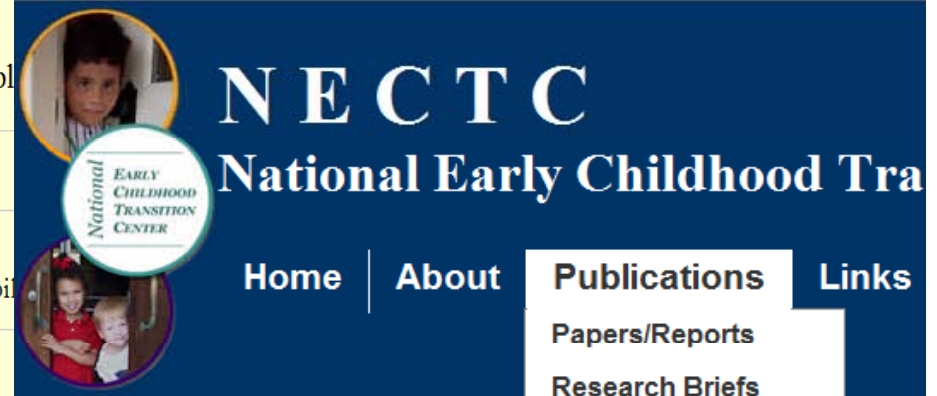 N E C T C
National Early Childhood Tra
National
EARLY
CHILDHOOD
TRANSITION
CENTER
Home About Publications Links
Papers/Reports
Research Briefs